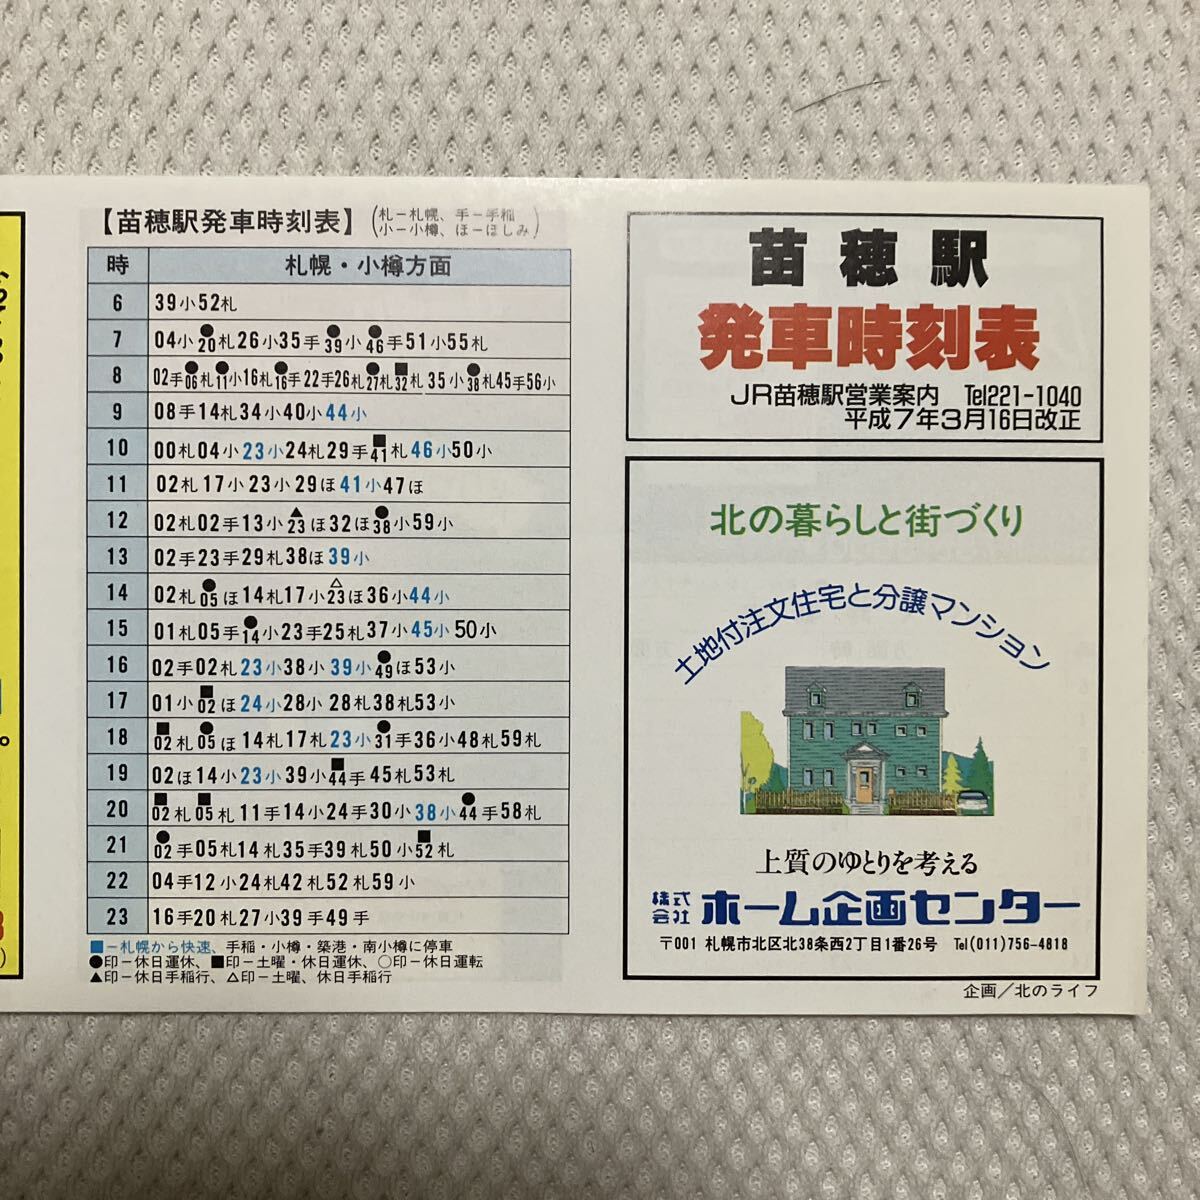 【苗穂駅発車時刻表】
(札ー札幌、手ー手稲
小ー小樽、ほーほしみ)
時 札幌・小樽方面
6 39小52札
7 04小●20札26小35手●39小●46手51小55札
8 02手●06札●11小16札●16手22手26札●27札■32札35小●38札45手56小
9 08手14札34小40小44小
10 00札04小23小24札29手■41札46小50小
11 02札17小23小29ほ41小47ほ
12 02札02手13小▲23ほ32ほ●38小59小
13 02手23手29札38ほ39小
14 02札●05ほ14札17小△23ほ36小44小
15 01札05手●14小23手25札37小45小50小
16 02手02札23小38小39小●49ほ53小
17 01小■02ほ24小28小28札38札53小
18 ■02札●05ほ14札17札23小●31手36小48札59札
19 02ほ14小23小39小■44手45札53札
20 ■02札■05札11手14小24手30小38小●44手58札
21 ●02手05札14札35手39札50小■52札
22 04手12小24札42札52札59小
23 16手20札27小39手49手
■ー札幌から快速、手稲・小樽・築港・南小樽に停車
●印ー休日運休、■印ー土曜・休日運休、○印ー休日運転
▲印ー休日手稲行、△印ー土曜、休日手稲行
苗穂駅
発車時刻表
JR苗穂駅営業案内 Tel221-1040
平成7年3月16日改正
北の暮らしと街づくり
土地付注文住宅と分譲マンション
上質のゆとりを考える
株式会社 ホーム企画センター
〒001 札幌市北区北38条西2丁目1番26号 Tel(011)756-4818
企画/北のライフ